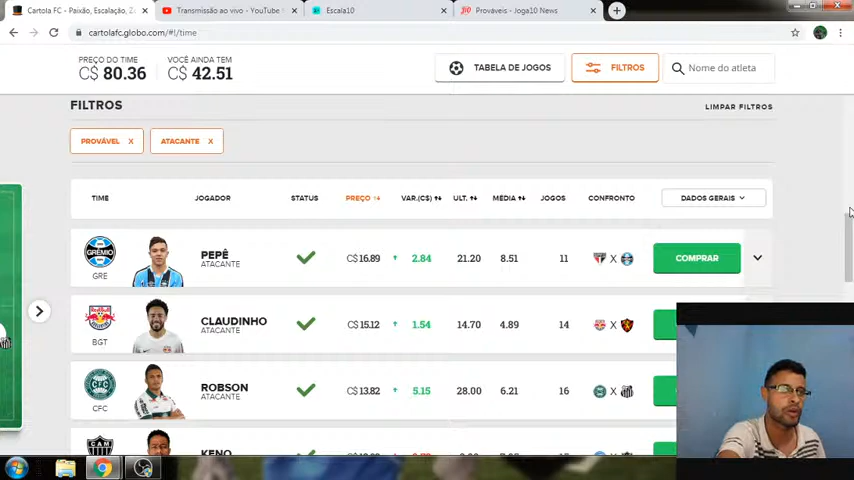 Cartola FC - Paixão, Escalação, Z
Transmissão ao vivo - YouTube
Escala10
Prováveis - Joga10 News
cartolafc.globo.com/#!/time
PREÇO DO TIME
C$ 80.36
VOCÊ AINDA TEM
C$ 42.51
TABELA DE JOGOS
FILTROS
Nome do atleta
FILTROS
LIMPAR FILTROS
PROVÁVEL X
ATACANTE X
TIME JOGADOR STATUS PREÇO VAR.(C$) ULT. MÉDIA JOGOS CONFRONTO DADOS GERAIS
GRE PEPÊ C$ 16.89 2.84 21.20 8.51 11 X COMPRAR
ATACANTE
BGT CLAUDINHO C$ 15.12 1.54 14.70 4.89 14 X
ATACANTE
CFC ROBSON C$ 13.82 5.15 28.00 6.21 16 X
ATACANTE
CAM KENO